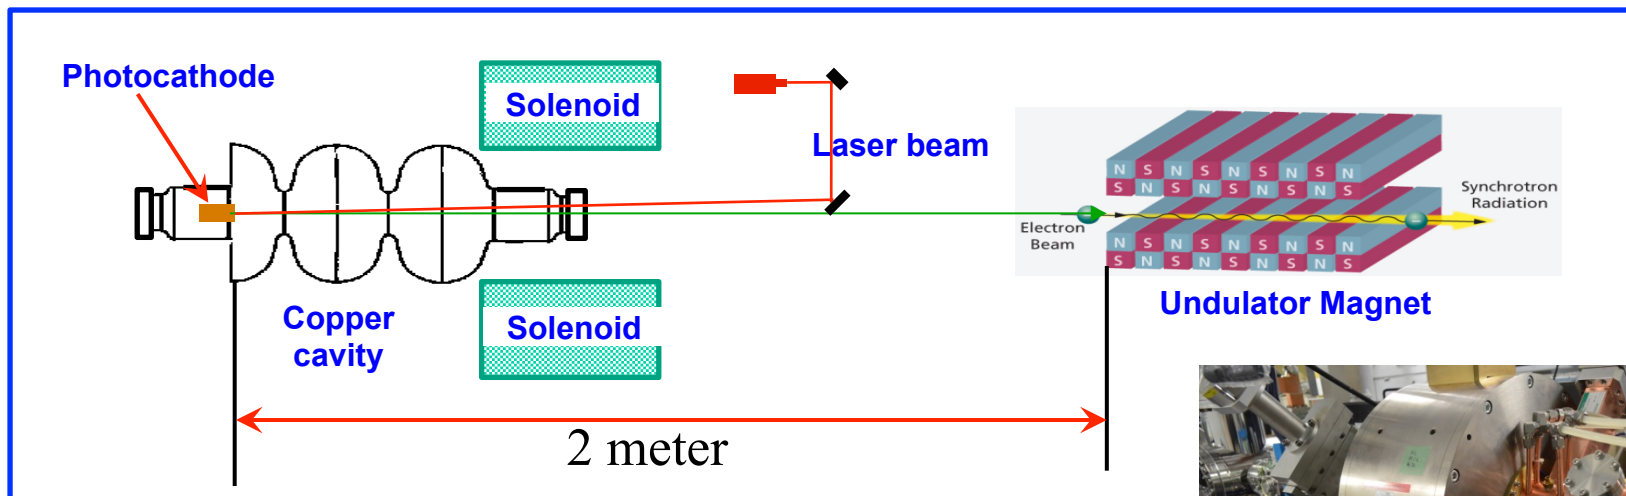 Photocathode
Solenoid
Laser beam
Copper
cavity
Solenoid
2 meter
N S N S N S N S N
S N S N S N S N S
Electron
Beam
Synchrotron
Radiation
N S N S N S N S N
S N S N S N S N S
Undulator Magnet